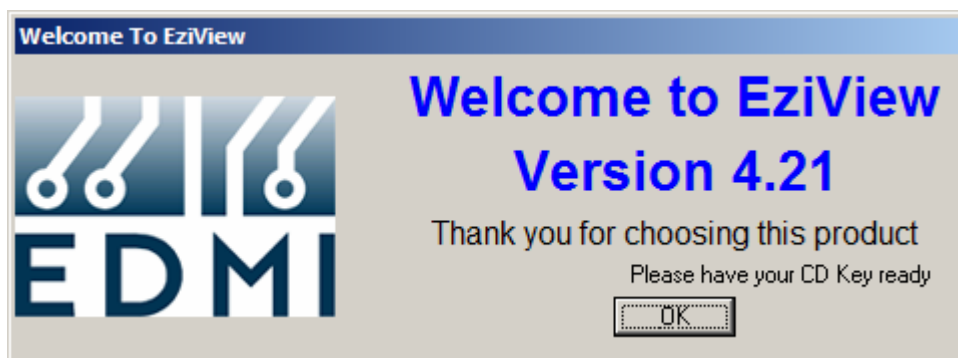 Welcome To EziView
Welcome to EziView
Version 4.21
Thank you for choosing this product
Please have your CD Key ready
OK
EDMI